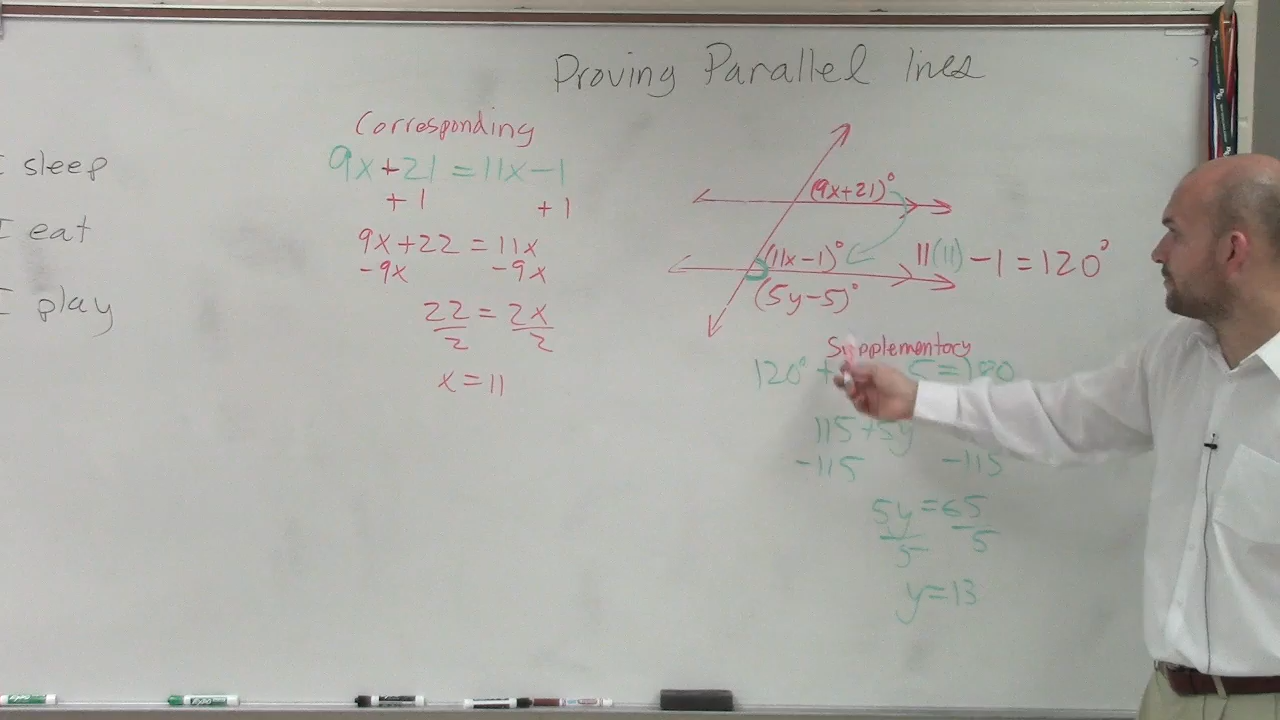 Proving Parallel lines
I sleep
I eat
I play
Corresponding
9x+21=11x-1
+1 +1
9x+22=11x
-9x -9x
22=2x
2 2
x=11
(9x+21)°
(11x-1)° 11(11)-1=120°
(5y-5)°
Supplementary
120°+ 5=180
115+5y
-115 -115
5y=65
5 5
y=13